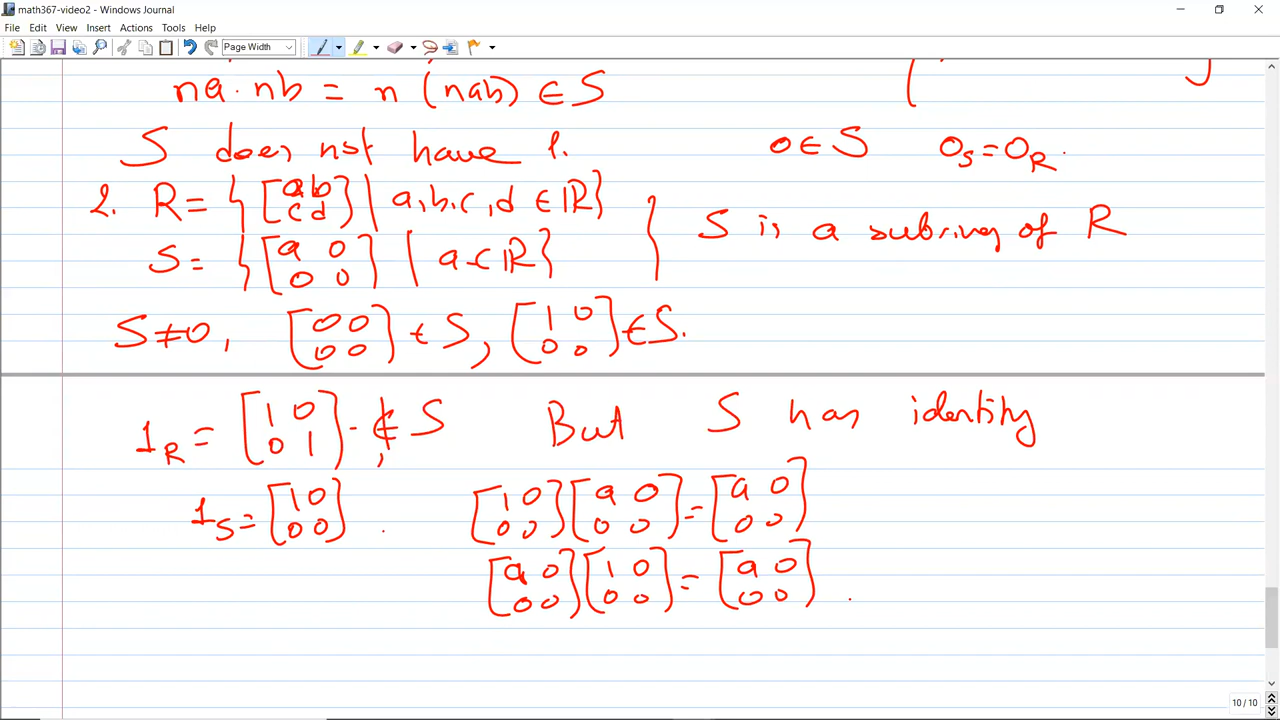 math367-video2 - Windows Journal
File Edit View Insert Actions Tools Help
Page Width
na · nb = n (nab) ∈ S
S does not have 1.
0 ∈ S 0_S = 0_R
2. R = { [a b; c d] | a, b, c, d ∈ ℝ }
S = { [a 0; 0 0] | a ∈ ℝ }
S is a subring of R
S ≠ 0, [0 0; 0 0] ∈ S, [1 0; 0 0] ∈ S.
1_R = [1 0; 0 1] ∉ S But S has identity
1_S = [1 0; 0 0]. [1 0; 0 0] [a 0; 0 0] = [a 0; 0 0]
[a 0; 0 0] [1 0; 0 0] = [a 0; 0 0].
10 / 10